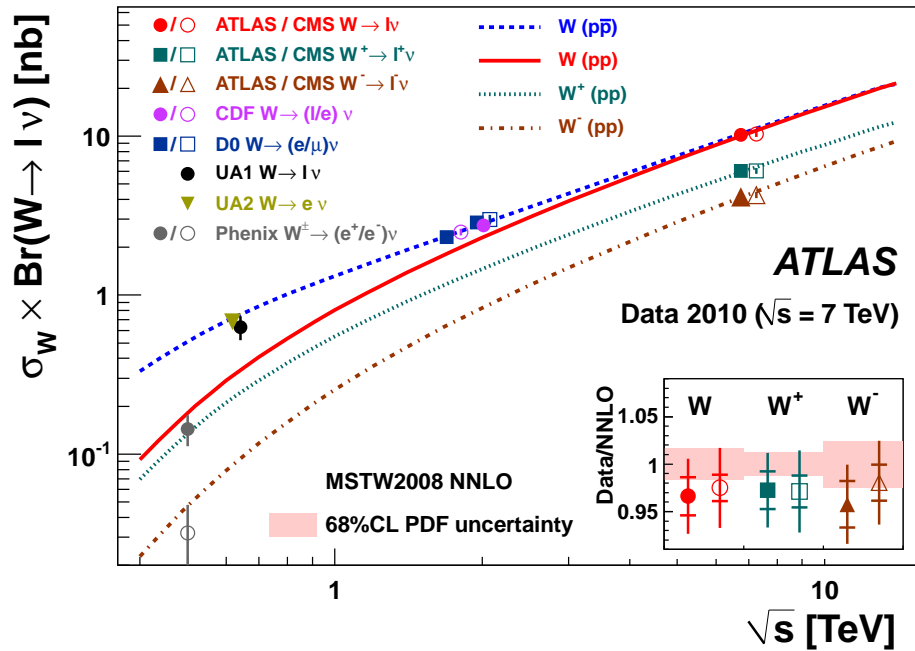 σ_W × Br(W→ l ν) [nb]
10
1
10⁻¹
●/○ ATLAS / CMS W→ lν
■/□ ATLAS / CMS W⁺→ l⁺ν
▲/△ ATLAS / CMS W⁻→ l⁻ν
●/○ CDF W→ (l/e) ν
■/□ D0 W→ (e/μ)ν
● UA1 W→ l ν
▼ UA2 W→ e ν
●/○ Phenix W^±→ (e⁺/e⁻)ν
W (pp̅)
W (pp)
W⁺ (pp)
W⁻ (pp)
ATLAS
Data 2010 (√s = 7 TeV)
MSTW2008 NNLO
68%CL PDF uncertainty
Data/NNLO
1.05
1
0.95
W W⁺ W⁻
1 10
√s [TeV]